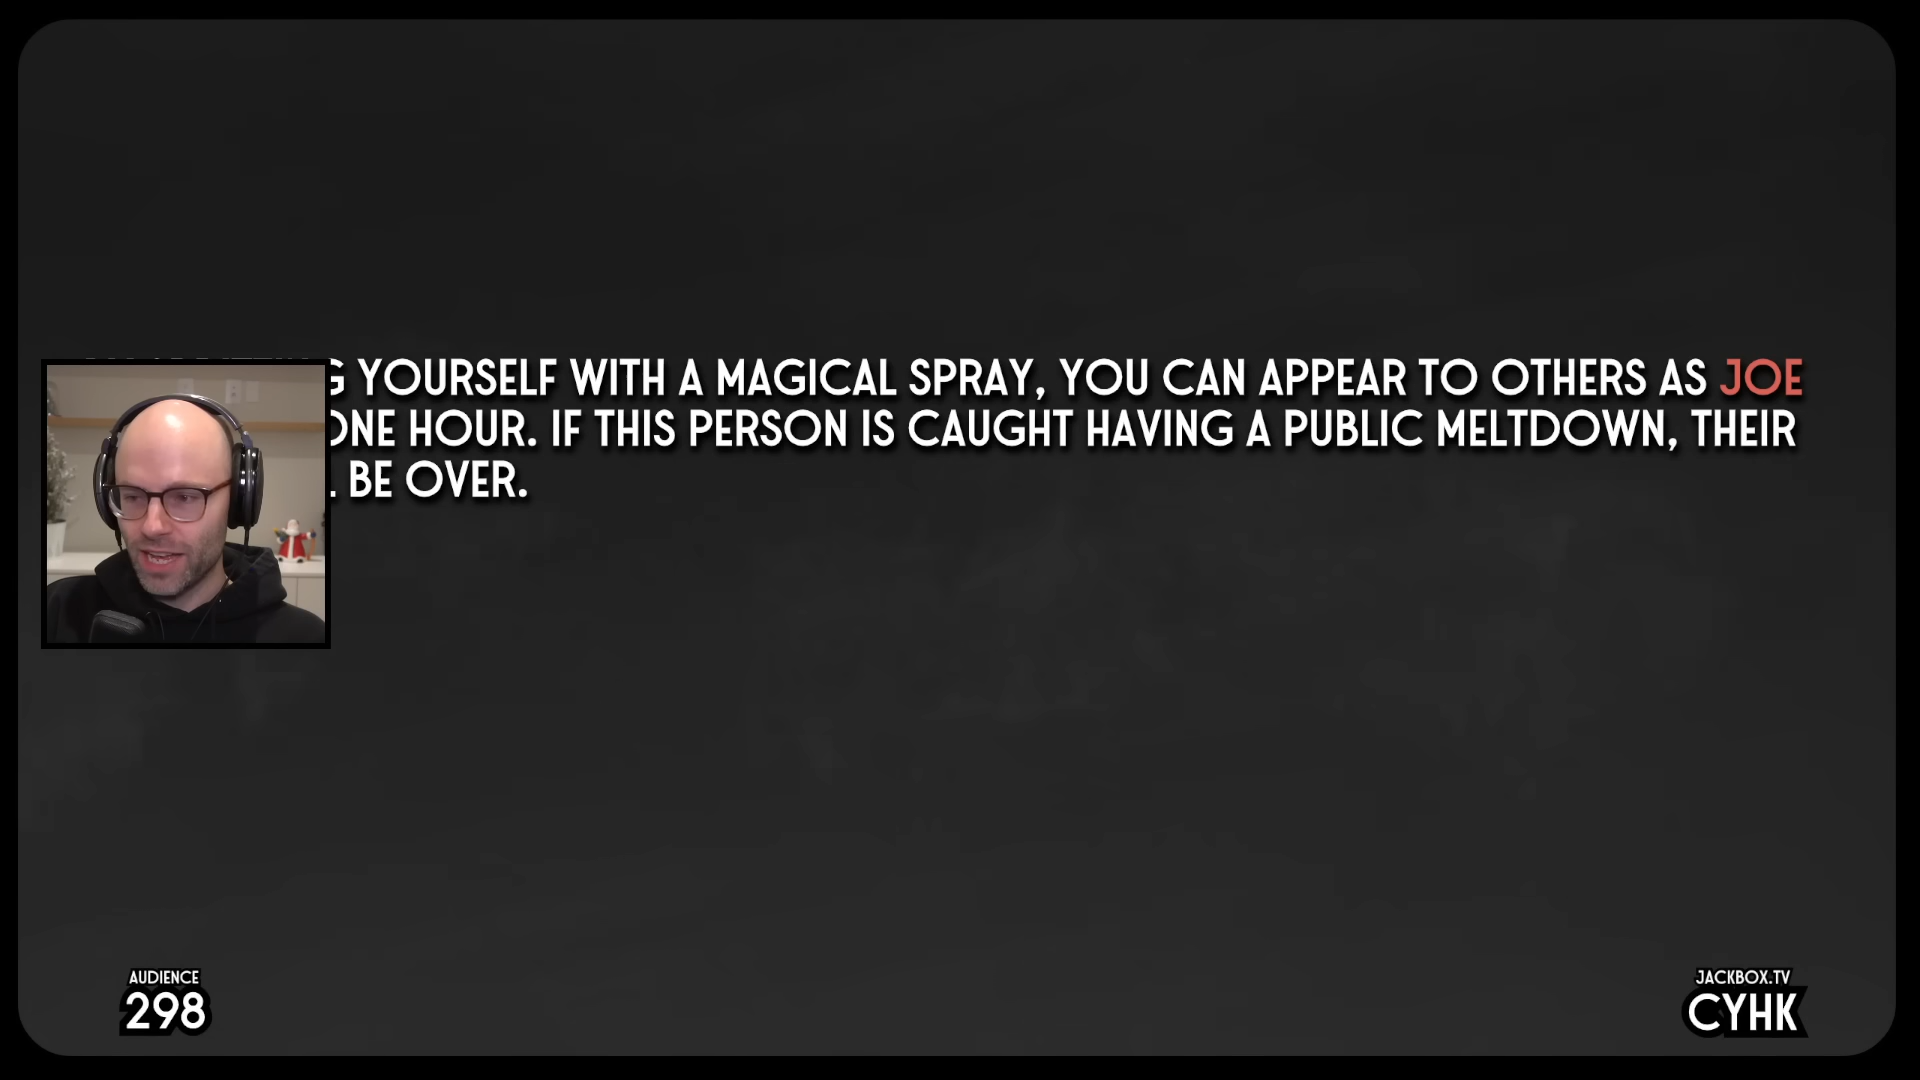 YOURSELF WITH A MAGICAL SPRAY, YOU CAN APPEAR TO OTHERS AS JOE
ONE HOUR. IF THIS PERSON IS CAUGHT HAVING A PUBLIC MELTDOWN, THEIR
BE OVER.
AUDIENCE
298
JACKBOX.TV
CYHK